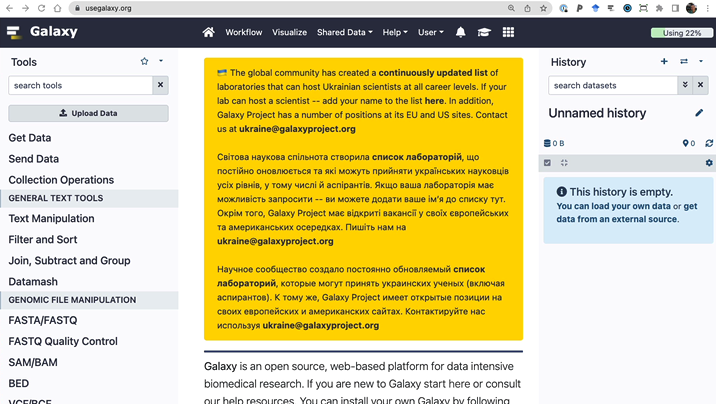 usegalaxy.org
Galaxy
Workflow
Visualize
Shared Data
Help
User
Using 22%
Tools
search tools
Upload Data
Get Data
Send Data
Collection Operations
GENERAL TEXT TOOLS
Text Manipulation
Filter and Sort
Join, Subtract and Group
Datamash
GENOMIC FILE MANIPULATION
FASTA/FASTQ
FASTQ Quality Control
SAM/BAM
BED
VCF/BCF
The global community has created a continuously updated list of
laboratories that can host Ukrainian scientists at all career levels. If your
lab can host a scientist -- add your name to the list here. In addition,
Galaxy Project has a number of positions at its EU and US sites. Contact
us at ukraine@galaxyproject.org
Світова наукова спільнота створила список лабораторій, що
постійно оновлюється та які можуть прийняти українських науковців
усіх рівнів, у тому числі й аспірантів. Якщо ваша лабораторія має
можливість запросити -- ви можете додати ваше ім'я до списку тут.
Окрім того, Galaxy Project має відкриті вакансії у своїх європейських
та американських осередках. Пишіть нам на
ukraine@galaxyproject.org
Научное сообщество создало постоянно обновляемый список
лабораторий, которые могут принять украинских ученых (включая
аспирантов). К тому же, Galaxy Project имеет открытые позиции на
своих европейских и американских сайтах. Контактируйте нас
используя ukraine@galaxyproject.org
Galaxy is an open source, web-based platform for data intensive
biomedical research. If you are new to Galaxy start here or consult
our help resources. You can install your own Galaxy by following
History
search datasets
Unnamed history
0 B
0
This history is empty.
You can load your own data or get
data from an external source.